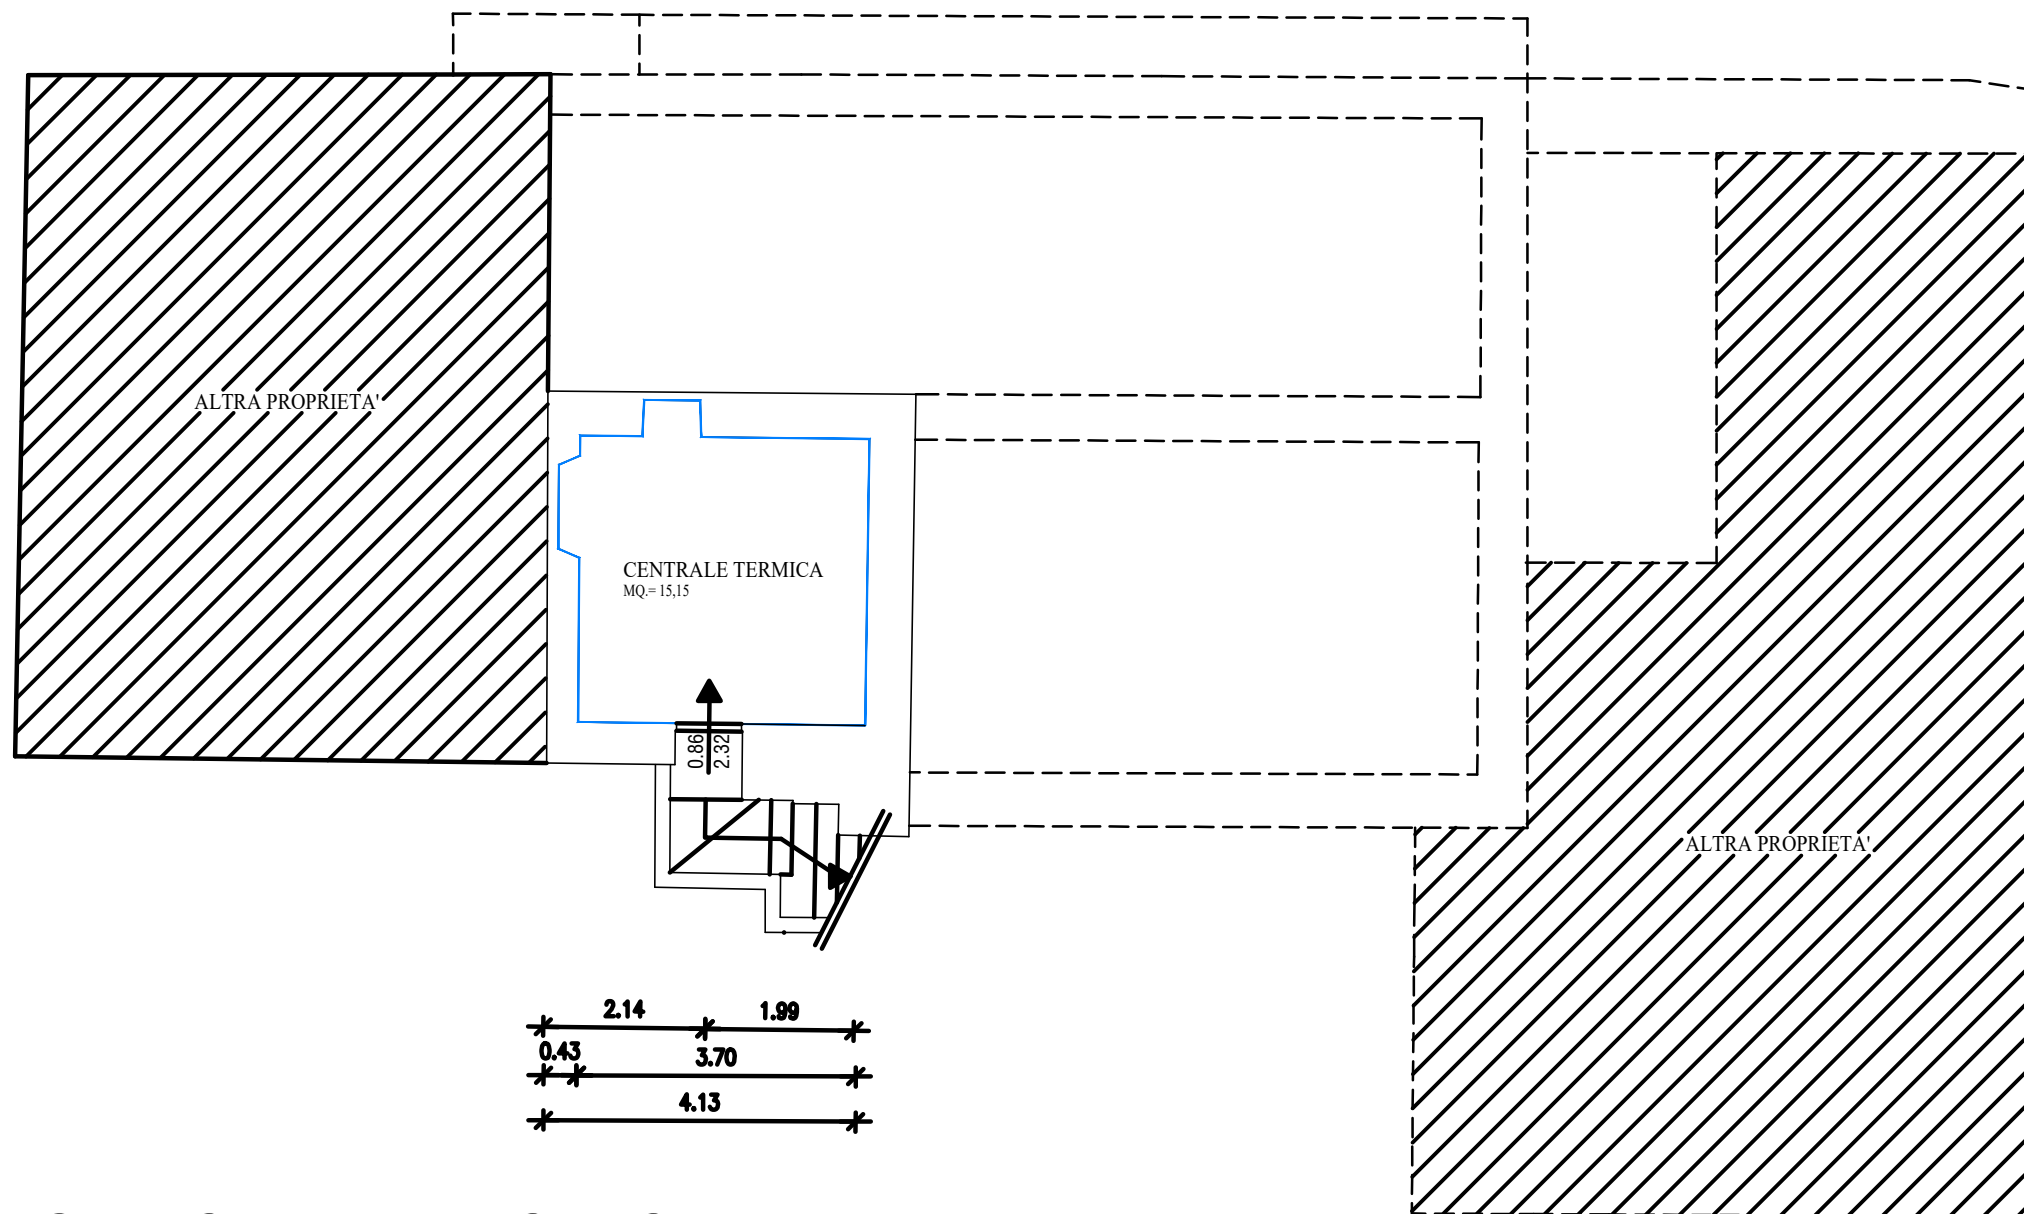 ALTRA PROPRIETA'
CENTRALE TERMICA
MQ.= 15,15
0.86
2.32
ALTRA PROPRIETA'
2.14
1.99
0.43
3.70
4.13